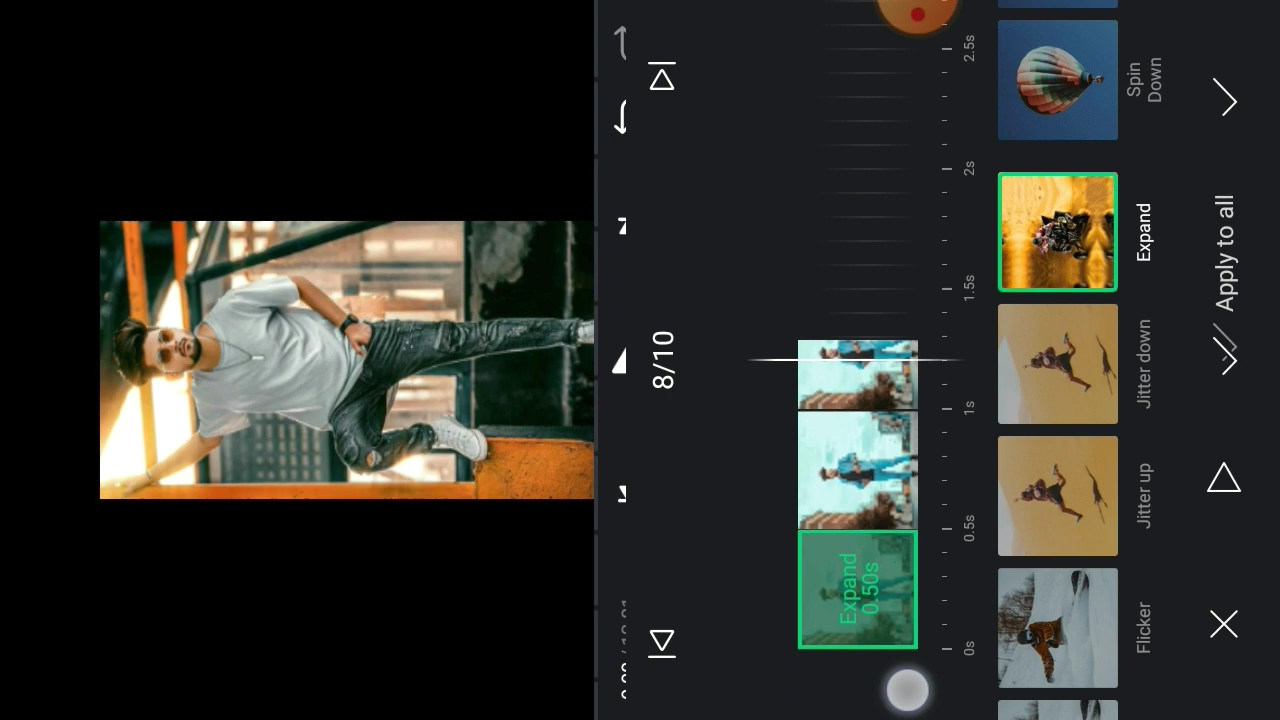 8/10
Expand
0.50s
0s 0.5s 1s 1.5s 2s 2.5s
Flicker Jitter up Jitter down Expand Spin
Down
Apply to all